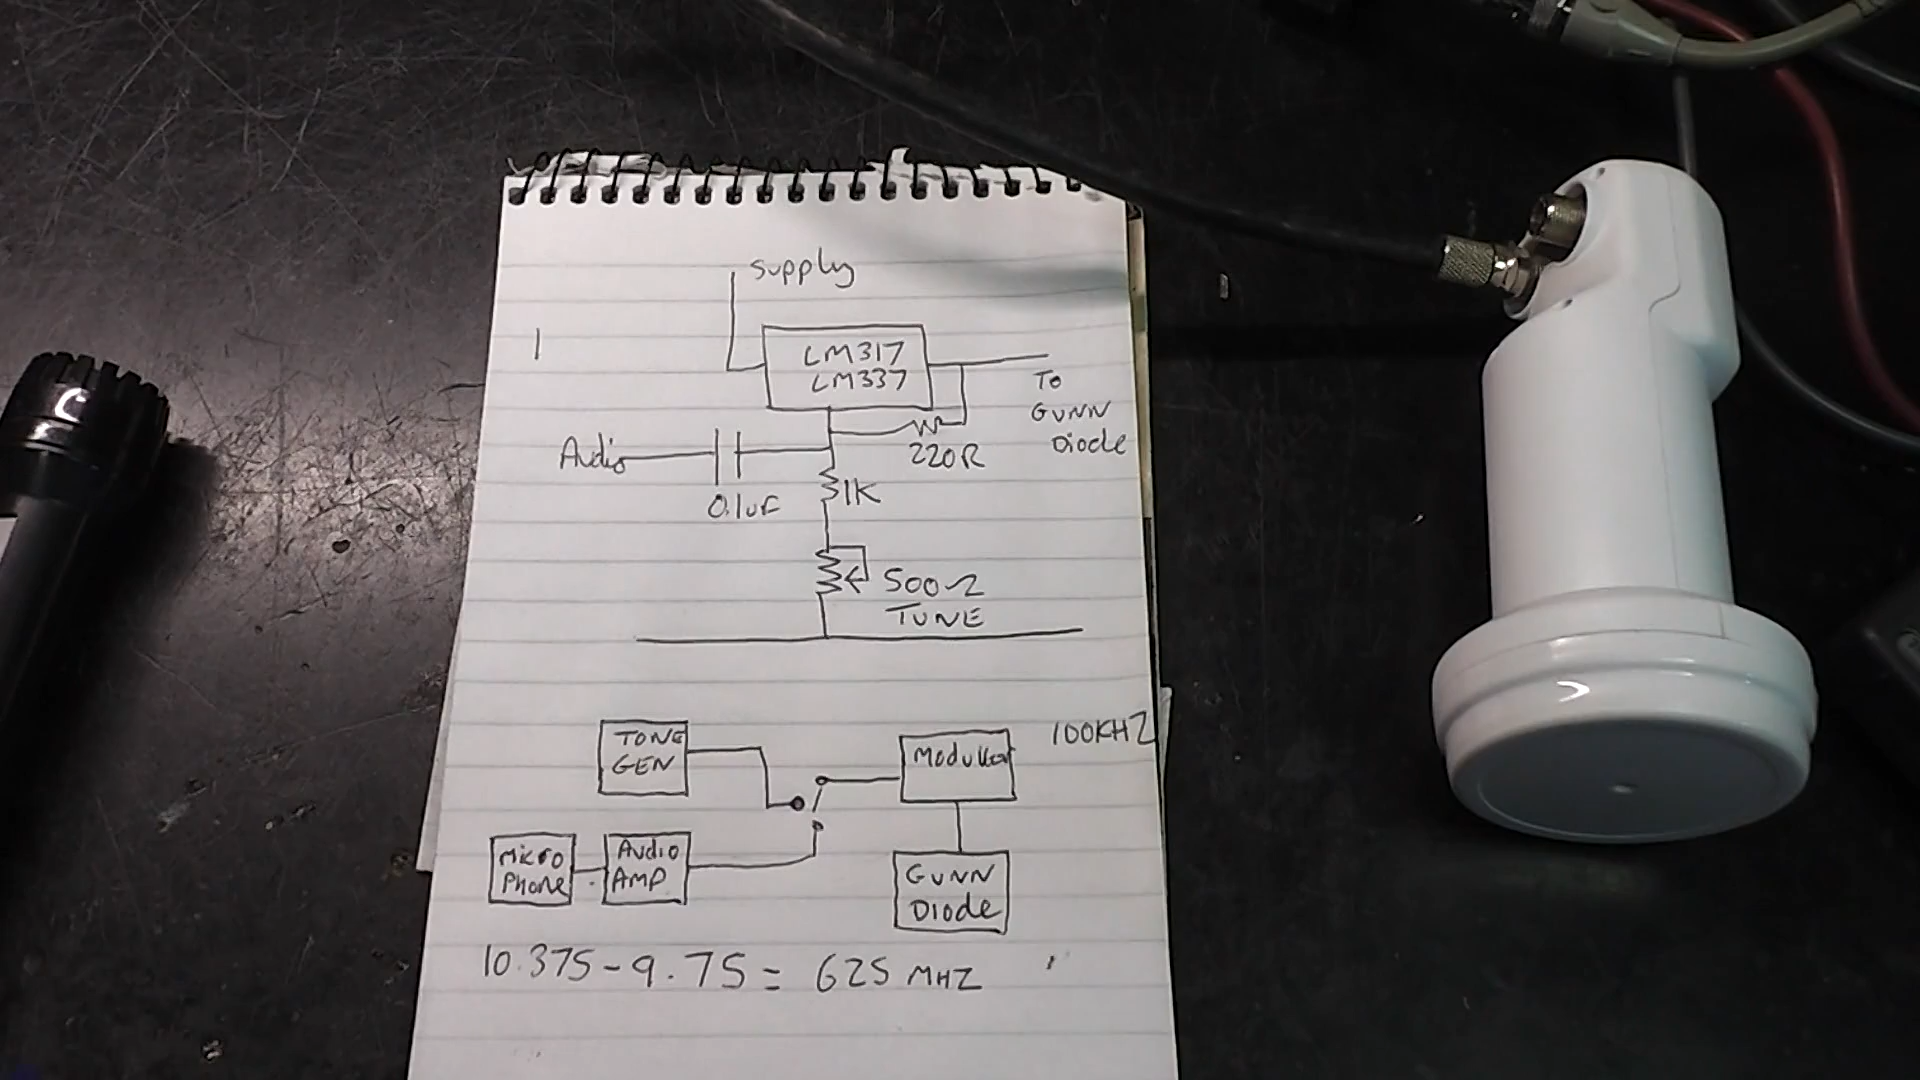 supply
LM317
LM337
To
GUNN
Diode
Audio
220R
0.1uF
1K
500Ω
TUNE
TONE
GEN
Modulator
100KHZ
Micro
Phone
Audio
AMP
GUNN
Diode
10.375-9.75= 625 MHZ